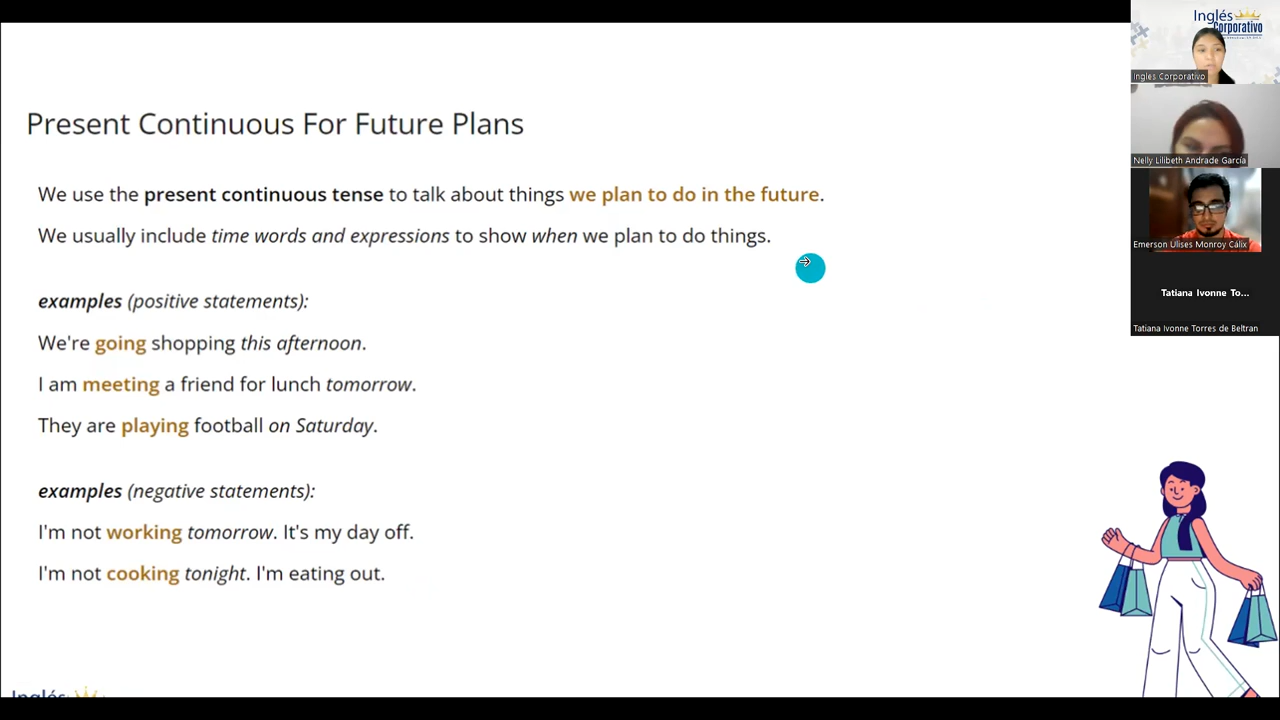 Present Continuous For Future Plans
We use the present continuous tense to talk about things we plan to do in the future.
We usually include time words and expressions to show when we plan to do things.
examples (positive statements):
We're going shopping this afternoon.
I am meeting a friend for lunch tomorrow.
They are playing football on Saturday.
examples (negative statements):
I'm not working tomorrow. It's my day off.
I'm not cooking tonight. I'm eating out.
Inglés
Inglés
Corporativo
Ingles Corporativo
Nelly Lilibeth Andrade García
Emerson Ulises Monroy Cálix
Tatiana Ivonne To...
Tatiana Ivonne Torres de Beltran